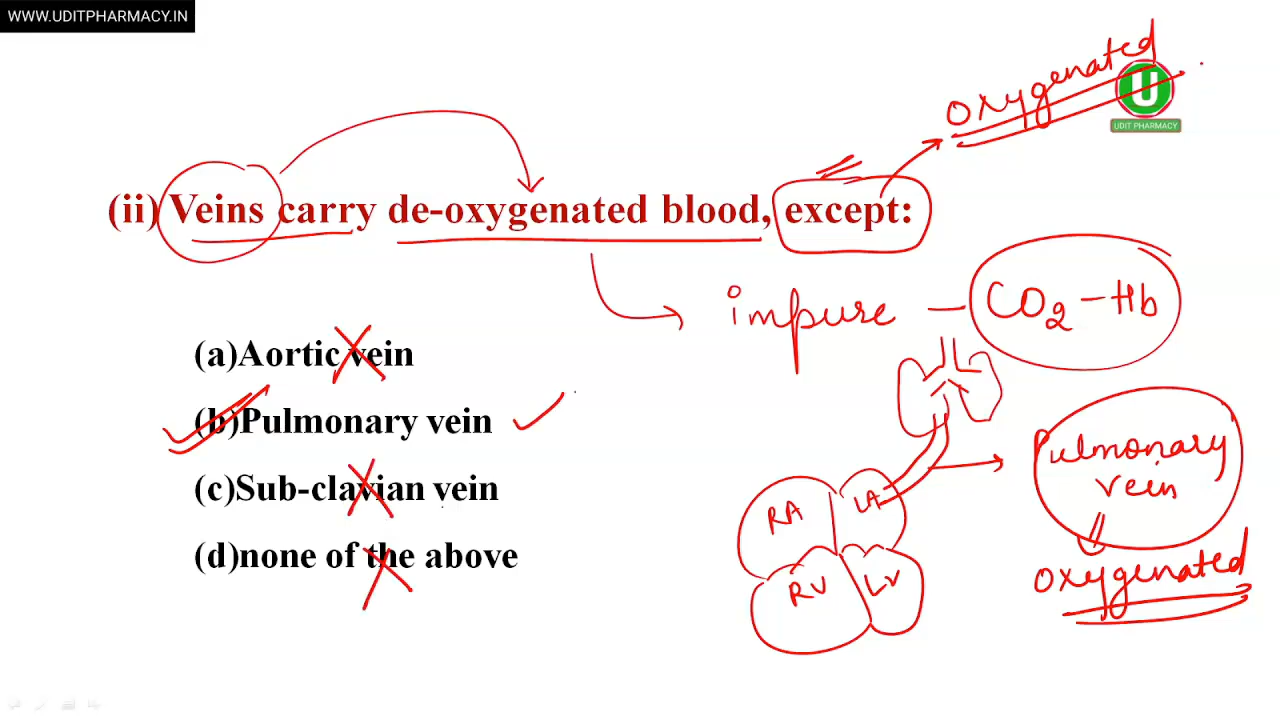 WWW.UDITPHARMACY.IN
oxygenated
U
UDIT PHARMACY
(ii) Veins carry de-oxygenated blood, except:
impure – CO2 – Hb
(a)Aortic vein
(b)Pulmonary vein
(c)Sub-clavian vein
(d)none of the above
RA
LA
RV
LV
Pulmonary
vein
oxygenated